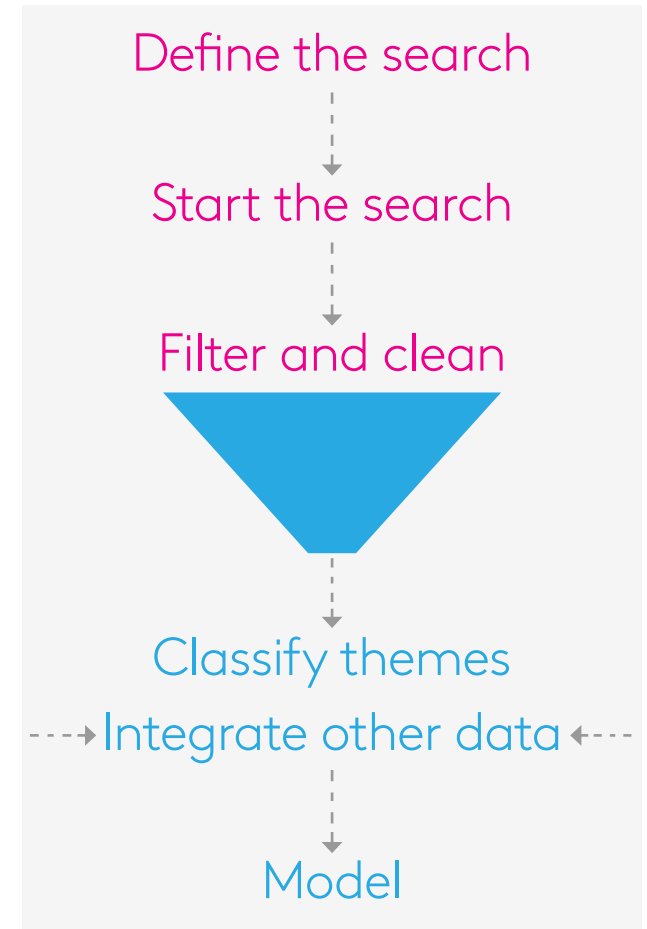 Define the search
Start the search
Filter and clean
Classify themes
Integrate other data
Model